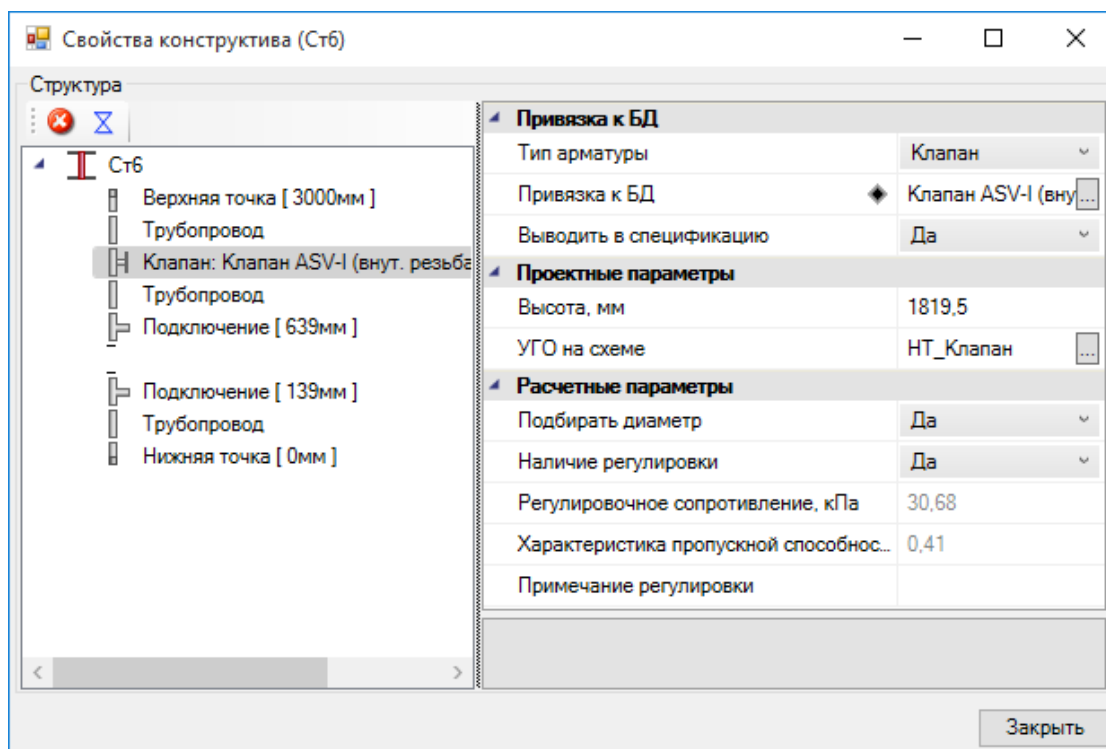 Свойства конструктива (Ст6)
Структура
Ст6
Верхняя точка [ 3000мм ]
Трубопровод
Клапан: Клапан ASV-I (внут. резьба
Трубопровод
Подключение [ 639мм ]
Подключение [ 139мм ]
Трубопровод
Нижняя точка [ 0мм ]
Привязка к БД
Тип арматуры Клапан
Привязка к БД Клапан ASV-I (вну ...
Выводить в спецификацию Да
Проектные параметры
Высота, мм 1819,5
УГО на схеме НТ_Клапан ...
Расчетные параметры
Подбирать диаметр Да
Наличие регулировки Да
Регулировочное сопротивление, кПа 30,68
Характеристика пропускной способнос... 0,41
Примечание регулировки
Закрыть